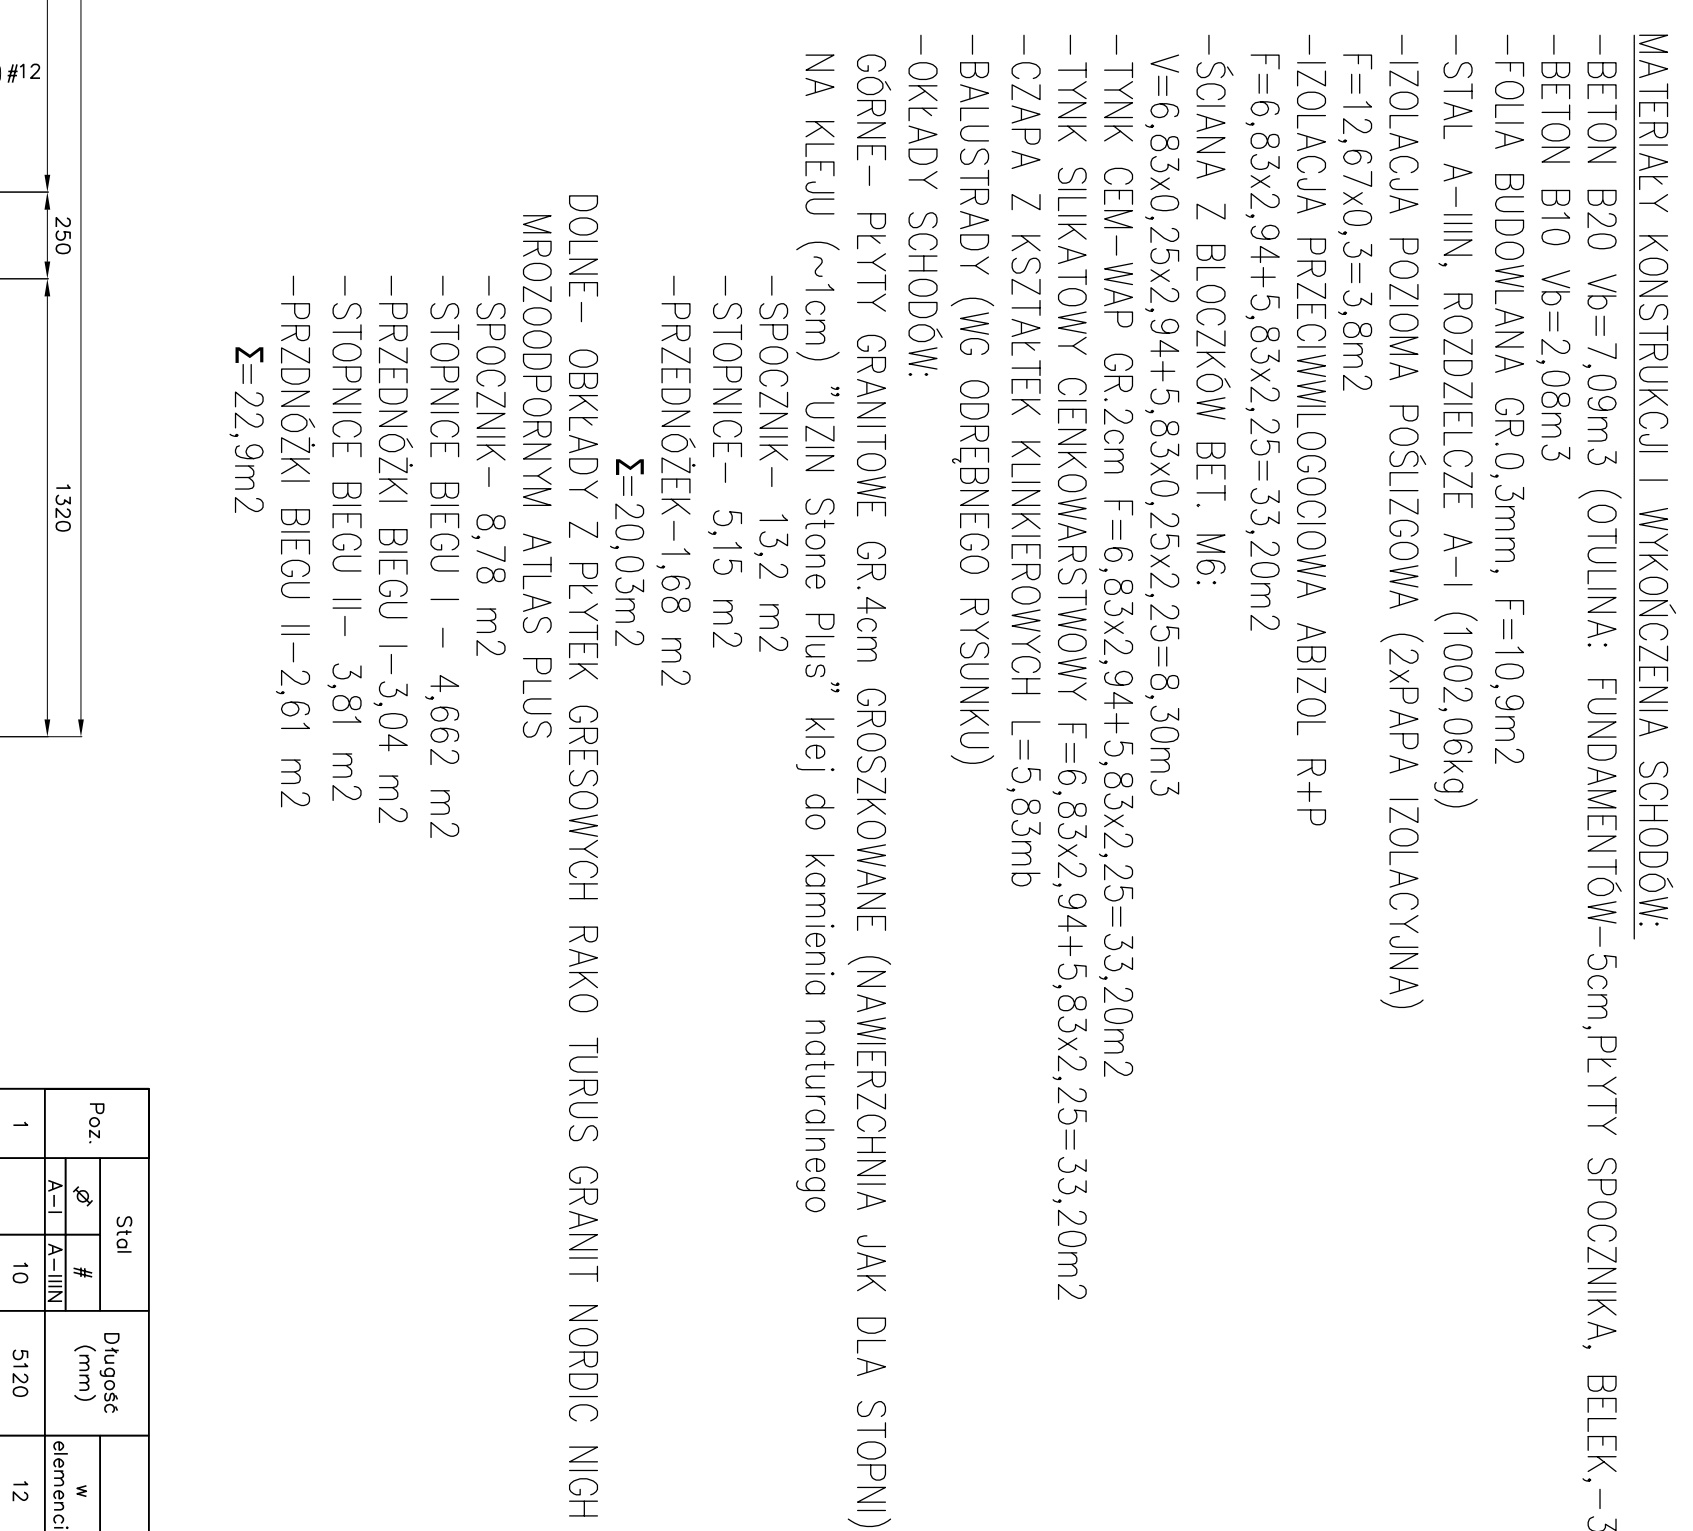 MATERIAŁY KONSTRUKCJI I WYKOŃCZENIA SCHODÓW:
-BETON B20 Vb=7,09m3 (OTULINA: FUNDAMENTÓW-5cm,PŁYTY SPOCZNIKA, BELEK,-3
-BETON B10 Vb=2,08m3
-FOLIA BUDOWLANA GR.0,3mm, F=10,9m2
-STAL A-IIIN, ROZDZIELCZE A-I (1002,06kg)
-IZOLACJA POZIOMA POŚLIZGOWA (2xPAPA IZOLACYJNA)
F=12,67x0,3=3,8m2
-IZOLACJA PRZECIWWILOGOCIOWA ABIZOL R+P
F=6,83x2,94+5,83x2,25=33,20m2
-ŚCIANA Z BLOCZKÓW BET. M6:
V=6,83x0,25x2,94+5,83x0,25x2,25=8,30m3
-TYNK CEM-WAP GR.2cm F=6,83x2,94+5,83x2,25=33,20m2
-TYNK SILIKATOWY CIENKOWARSTWOWY F=6,83x2,94+5,83x2,25=33,20m2
-CZAPA Z KSZTAŁTEK KLINKIEROWYCH L=5,83mb
-BALUSTRADY (WG ODRĘBNEGO RYSUNKU)
-OKŁADY SCHODÓW:
GÓRNE- PŁYTY GRANITOWE GR.4cm GROSZKOWANE (NAWIERZCHNIA JAK DLA STOPNI)
NA KLEJU (~1cm) "UZIN Stone Plus" klej do kamienia naturalnego
-SPOCZNIK- 13,2 m2
-STOPNICE- 5,15 m2
-PRZEDNÓŻEK-1,68 m2
Σ=20,03m2
DOLNE- OBKŁADY Z PŁYTEK GRESOWYCH RAKO TURUS GRANIT NORDIC NIGH
MROZOODPORNYM ATLAS PLUS
-SPOCZNIK- 8,78 m2
-STOPNICE BIEGU I - 4,662 m2
-PRZEDNÓŻKI BIEGU I-3,04 m2
-STOPNICE BIEGU II- 3,81 m2
-PRZDNÓŻKI BIEGU II-2,61 m2
Σ=22,9m2
#12
250
1320
Poz.
Stal
Długość
(mm)
w
elemenci
ø
#
A-I
A-IIIN
1
10
5120
12